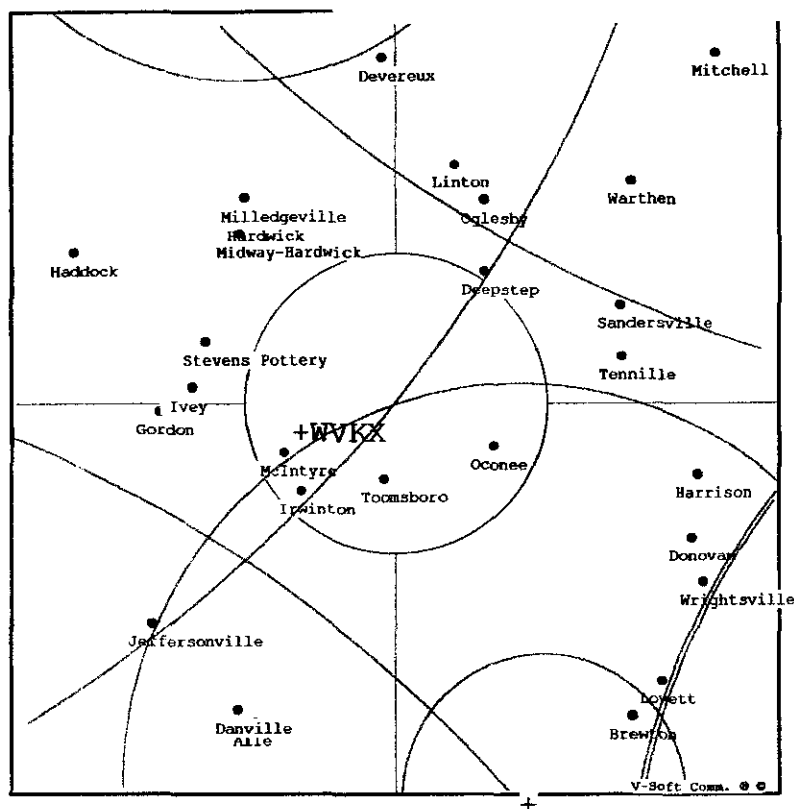 Devereux
Mitchell
Linton
Warthen
Milledgeville
Oglesby
Hardwick
Midway-Hardwick
Haddock
Deepstep
Sandersville
Stevens Pottery
Tennille
Ivey
Gordon
+WVKX
McIntyre
Oconee
Irwinton
Toomsboro
Harrison
Donovan
Wrightsville
Jeffersonville
Lovett
Danville
Brewton
V-Soft Comm. ® ©